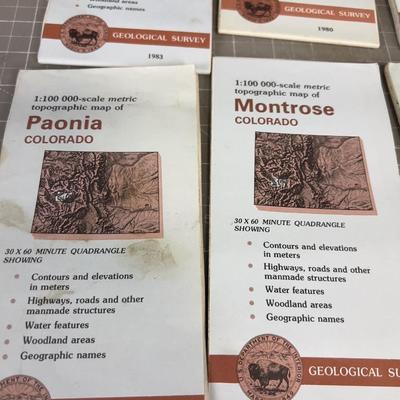 Woodland areas
• Geographic names
GEOLOGICAL SURVEY
1983
1980
1:100 000-scale metric
topographic map of
Paonia
COLORADO
30 X 60 MINUTE QUADRANGLE
SHOWING
• Contours and elevations
in meters
• Highways, roads and other
manmade structures
• Water features
• Woodland areas
• Geographic names
1:100 000-scale metric
topographic map of
Montrose
COLORADO
30 X 60 MINUTE QUADRANGLE
SHOWING
• Contours and elevations
in meters
• Highways, roads and other
manmade structures
• Water features
• Woodland areas
• Geographic names
U.S. DEPARTMENT OF THE INTERIOR
GEOLOGICAL SU